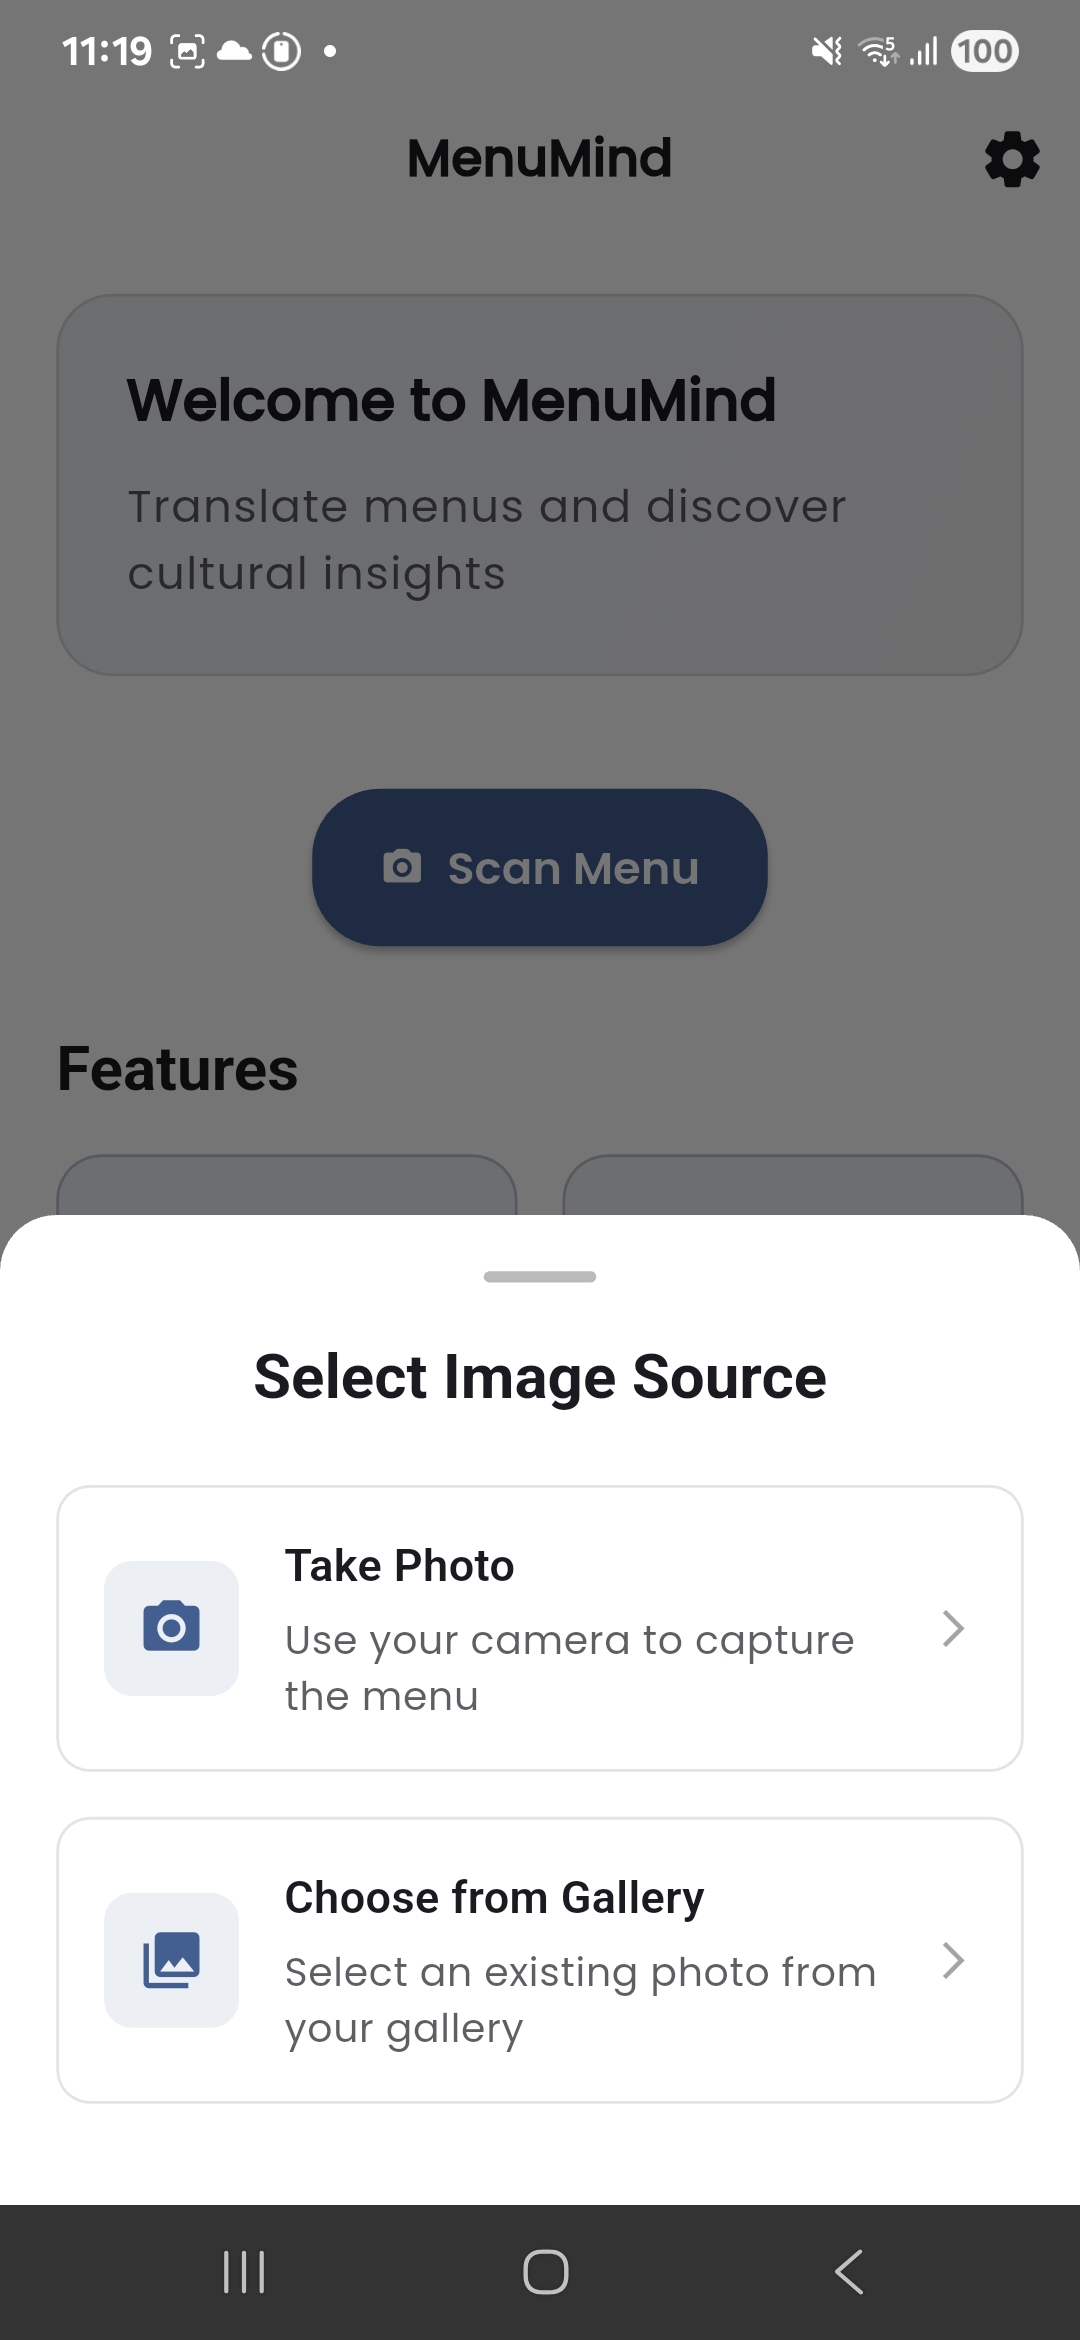 11:19
5
100
MenuMind
Welcome to MenuMind
Translate menus and discover
cultural insights
Scan Menu
Features
Select Image Source
Take Photo
Use your camera to capture
the menu
Choose from Gallery
Select an existing photo from
your gallery